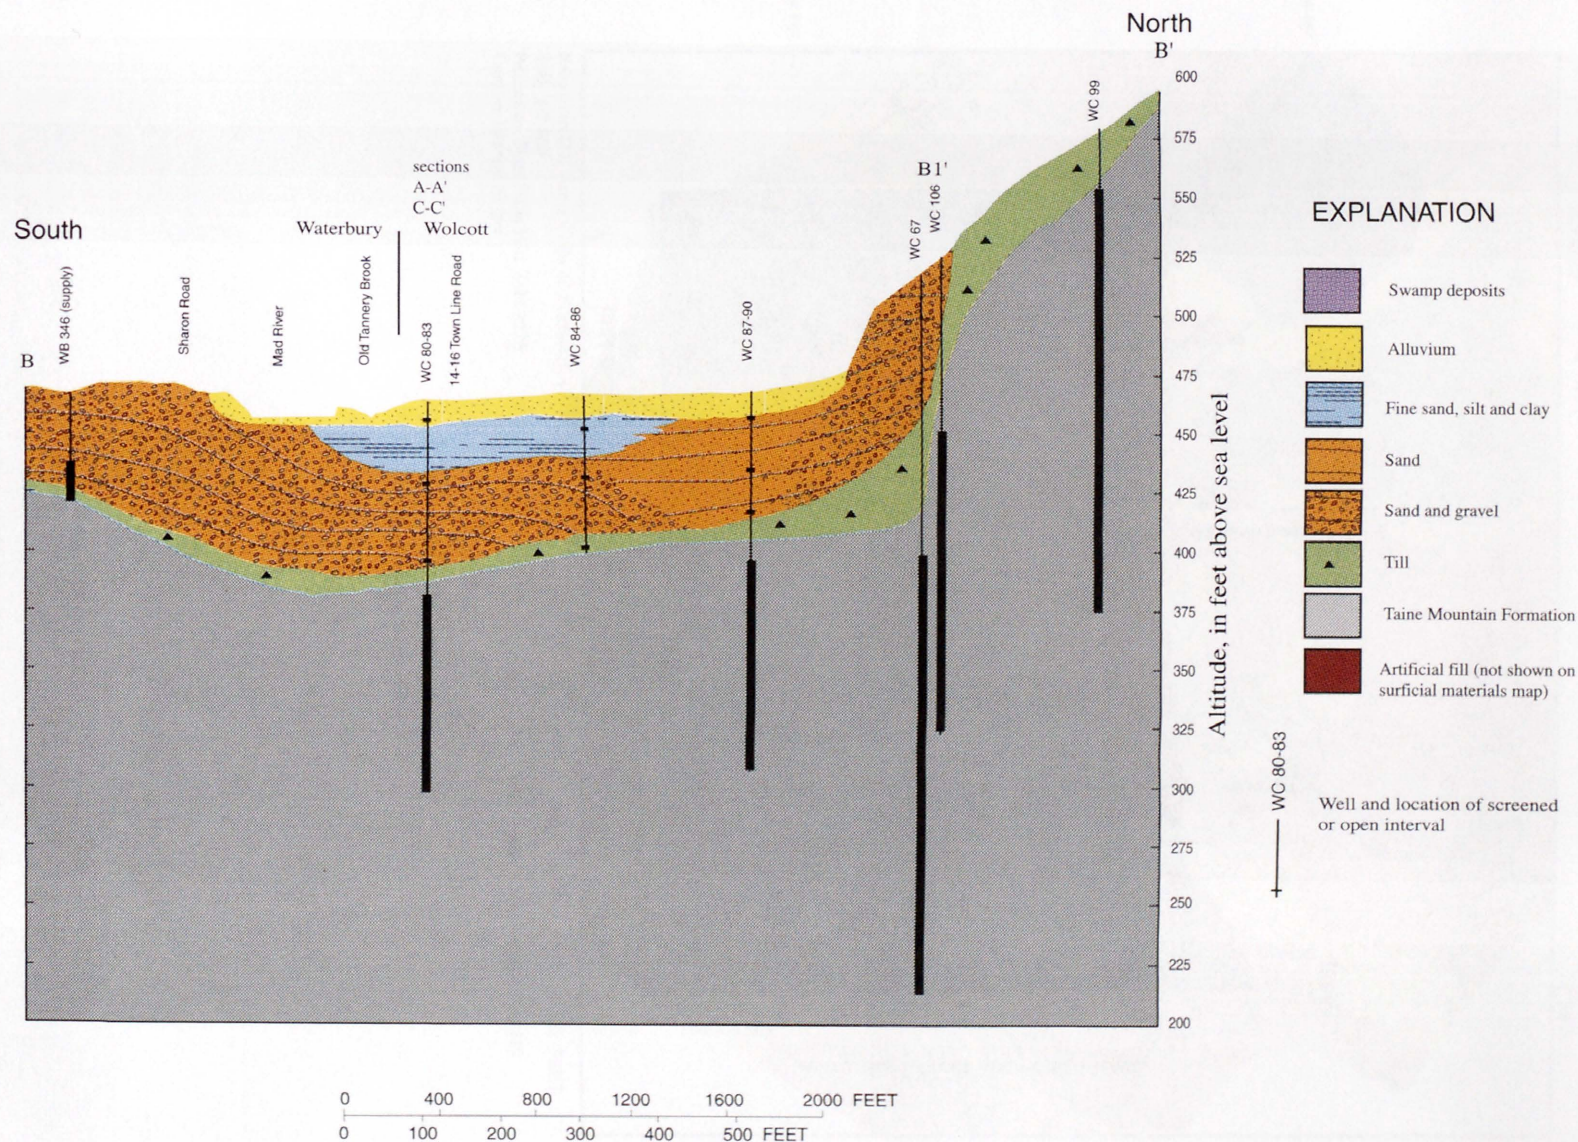 North
B'
600
575
550
525
500
475
450
425
400
375
350
325
300
275
250
225
200
Altitude, in feet above sea level
WC 99
B1'
WC 106
WC 67
sections
A-A'
C-C'
Waterbury
Wolcott
South
B
WB 346 (supply)
Sharon Road
Mad River
Old Tannery Brook
WC 80-83
14-16 Town Line Road
WC 84-86
WC 87-90
EXPLANATION
Swamp deposits
Alluvium
Fine sand, silt and clay
Sand
Sand and gravel
Till
Taine Mountain Formation
Artificial fill (not shown on
surficial materials map)
WC 80-83
Well and location of screened
or open interval
0 400 800 1200 1600 2000 FEET
0 100 200 300 400 500 FEET